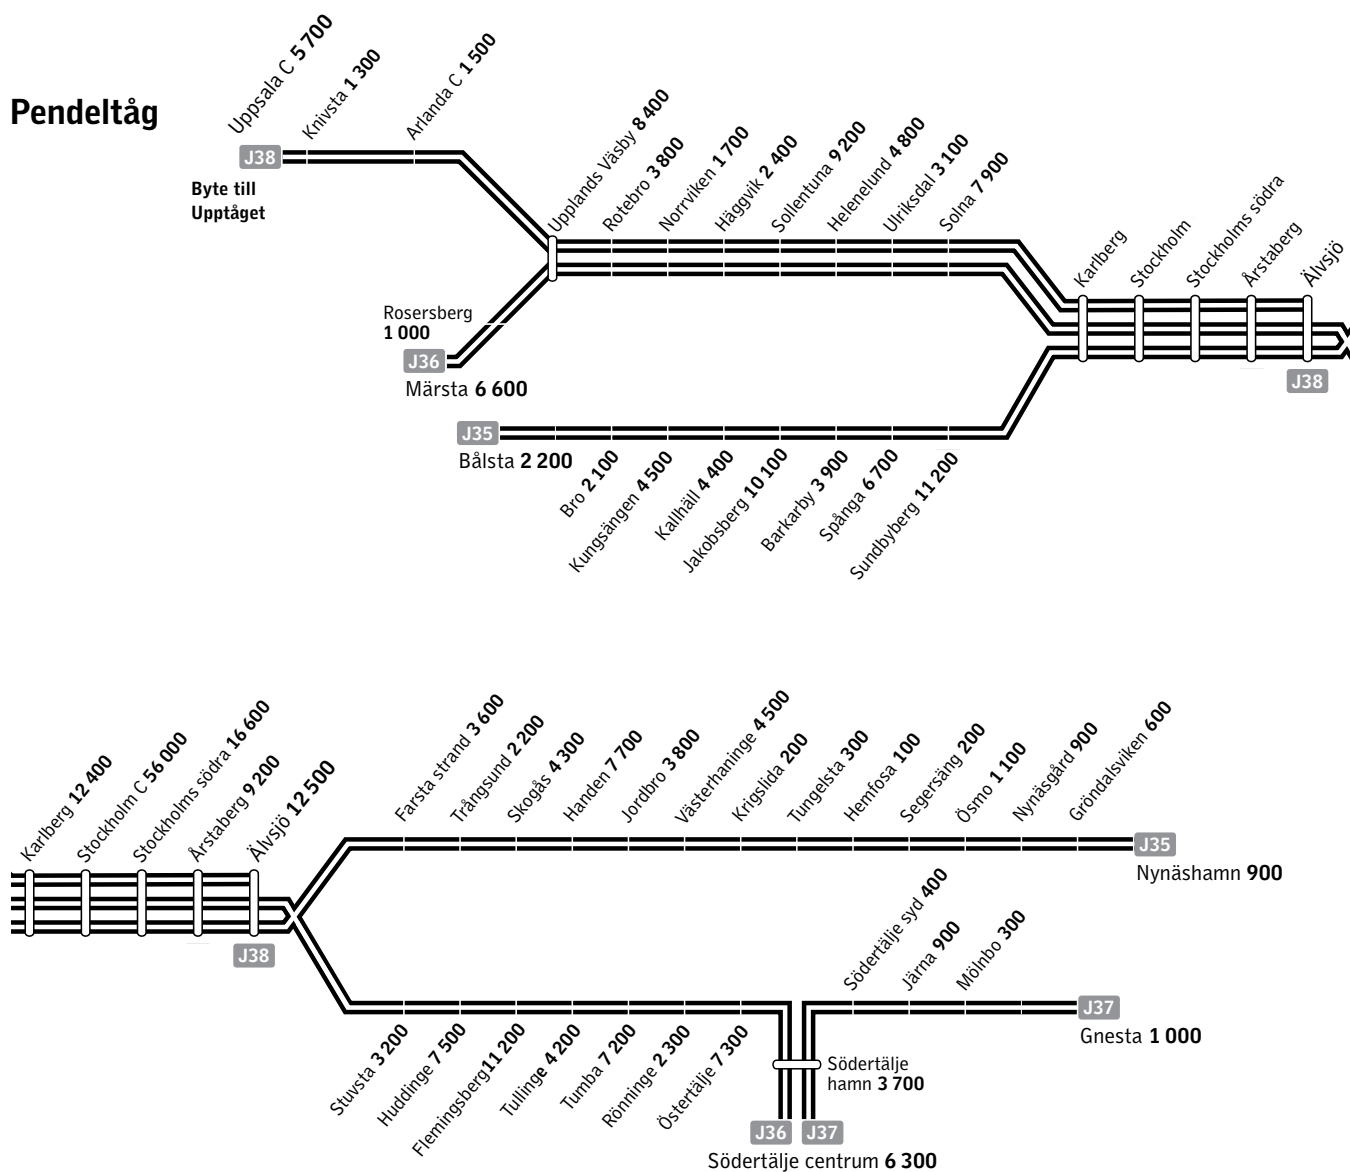 Pendeltåg
Uppsala C 5 700
Knivsta 1 300
Arlanda C 1 500
J38
Byte till
Upptåget
Upplands Väsby 8 400
Rotebro 3 800
Norrviken 1 700
Häggvik 2 400
Sollentuna 9 200
Helenelund 4 800
Ulriksdal 3 100
Solna 7 900
Karlberg
Stockholm
Stockholms södra
Årstaberg
Älvsjö
J38
Rosersberg
1 000
J36
Märsta 6 600
J35
Bålsta 2 200
Bro 2 100
Kungsängen 4 500
Kallhäll 4 400
Jakobsberg 10 100
Barkarby 3 900
Spånga 6 700
Sundbyberg 11 200
Karlberg 12 400
Stockholm C 56 000
Stockholms södra 16 600
Årstaberg 9 200
Älvsjö 12 500
J38
Farsta strand 3 600
Trångsund 2 200
Skogås 4 300
Handen 7 700
Jordbro 3 800
Västerhaninge 4 500
Krigslida 200
Tungelsta 300
Hemfosa 100
Segersäng 200
Ösmo 1 100
Nynäsgård 900
Gröndalsviken 600
J35
Nynäshamn 900
Stuvsta 3 200
Huddinge 7 500
Flemingsberg 11 200
Tullinge 4 200
Tumba 7 200
Rönninge 2 300
Östertälje 7 300
Södertälje syd 400
Järna 900
Mölnbo 300
J37
Gnesta 1 000
Södertälje
hamn 3 700
J36 J37
Södertälje centrum 6 300